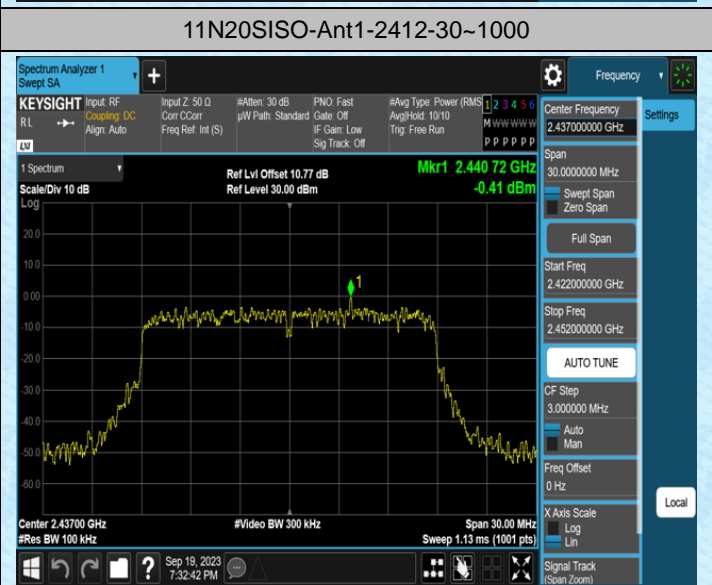 11N20SISO-Ant1-2412-30~1000
Spectrum Analyzer 1
Swept SA
Frequency
KEYSIGHT
R L
LXI
Input: RF
Coupling: DC
Align: Auto
Input Z: 50 Ω
Corr CCorr
Freq Ref: Int (S)
#Atten: 30 dB
µW Path: Standard
PNO: Fast
Gate: Off
IF Gain: Low
Sig Track: Off
#Avg Type: Power (RMS
Avg|Hold: 10/10
Trig: Free Run
1 2 3 4 5 6
M W W W W W
P P P P P P
1 Spectrum
Scale/Div 10 dB
Log
Ref Lvl Offset 10.77 dB
Ref Level 30.00 dBm
Mkr1 2.440 72 GHz
-0.41 dBm
20.0
10.0
0.00
-10.0
-20.0
-30.0
-40.0
-50.0
-60.0
1
Center 2.43700 GHz
#Res BW 100 kHz
#Video BW 300 kHz
Span 30.00 MHz
Sweep 1.13 ms (1001 pts)
Center Frequency
2.437000000 GHz
Settings
Span
30.0000000 MHz
Swept Span
Zero Span
Full Span
Start Freq
2.422000000 GHz
Stop Freq
2.452000000 GHz
AUTO TUNE
CF Step
3.000000 MHz
Auto
Man
Freq Offset
0 Hz
X Axis Scale
Log
Lin
Local
Signal Track
(Span Zoom)
?
Sep 19, 2023
7:32:42 PM